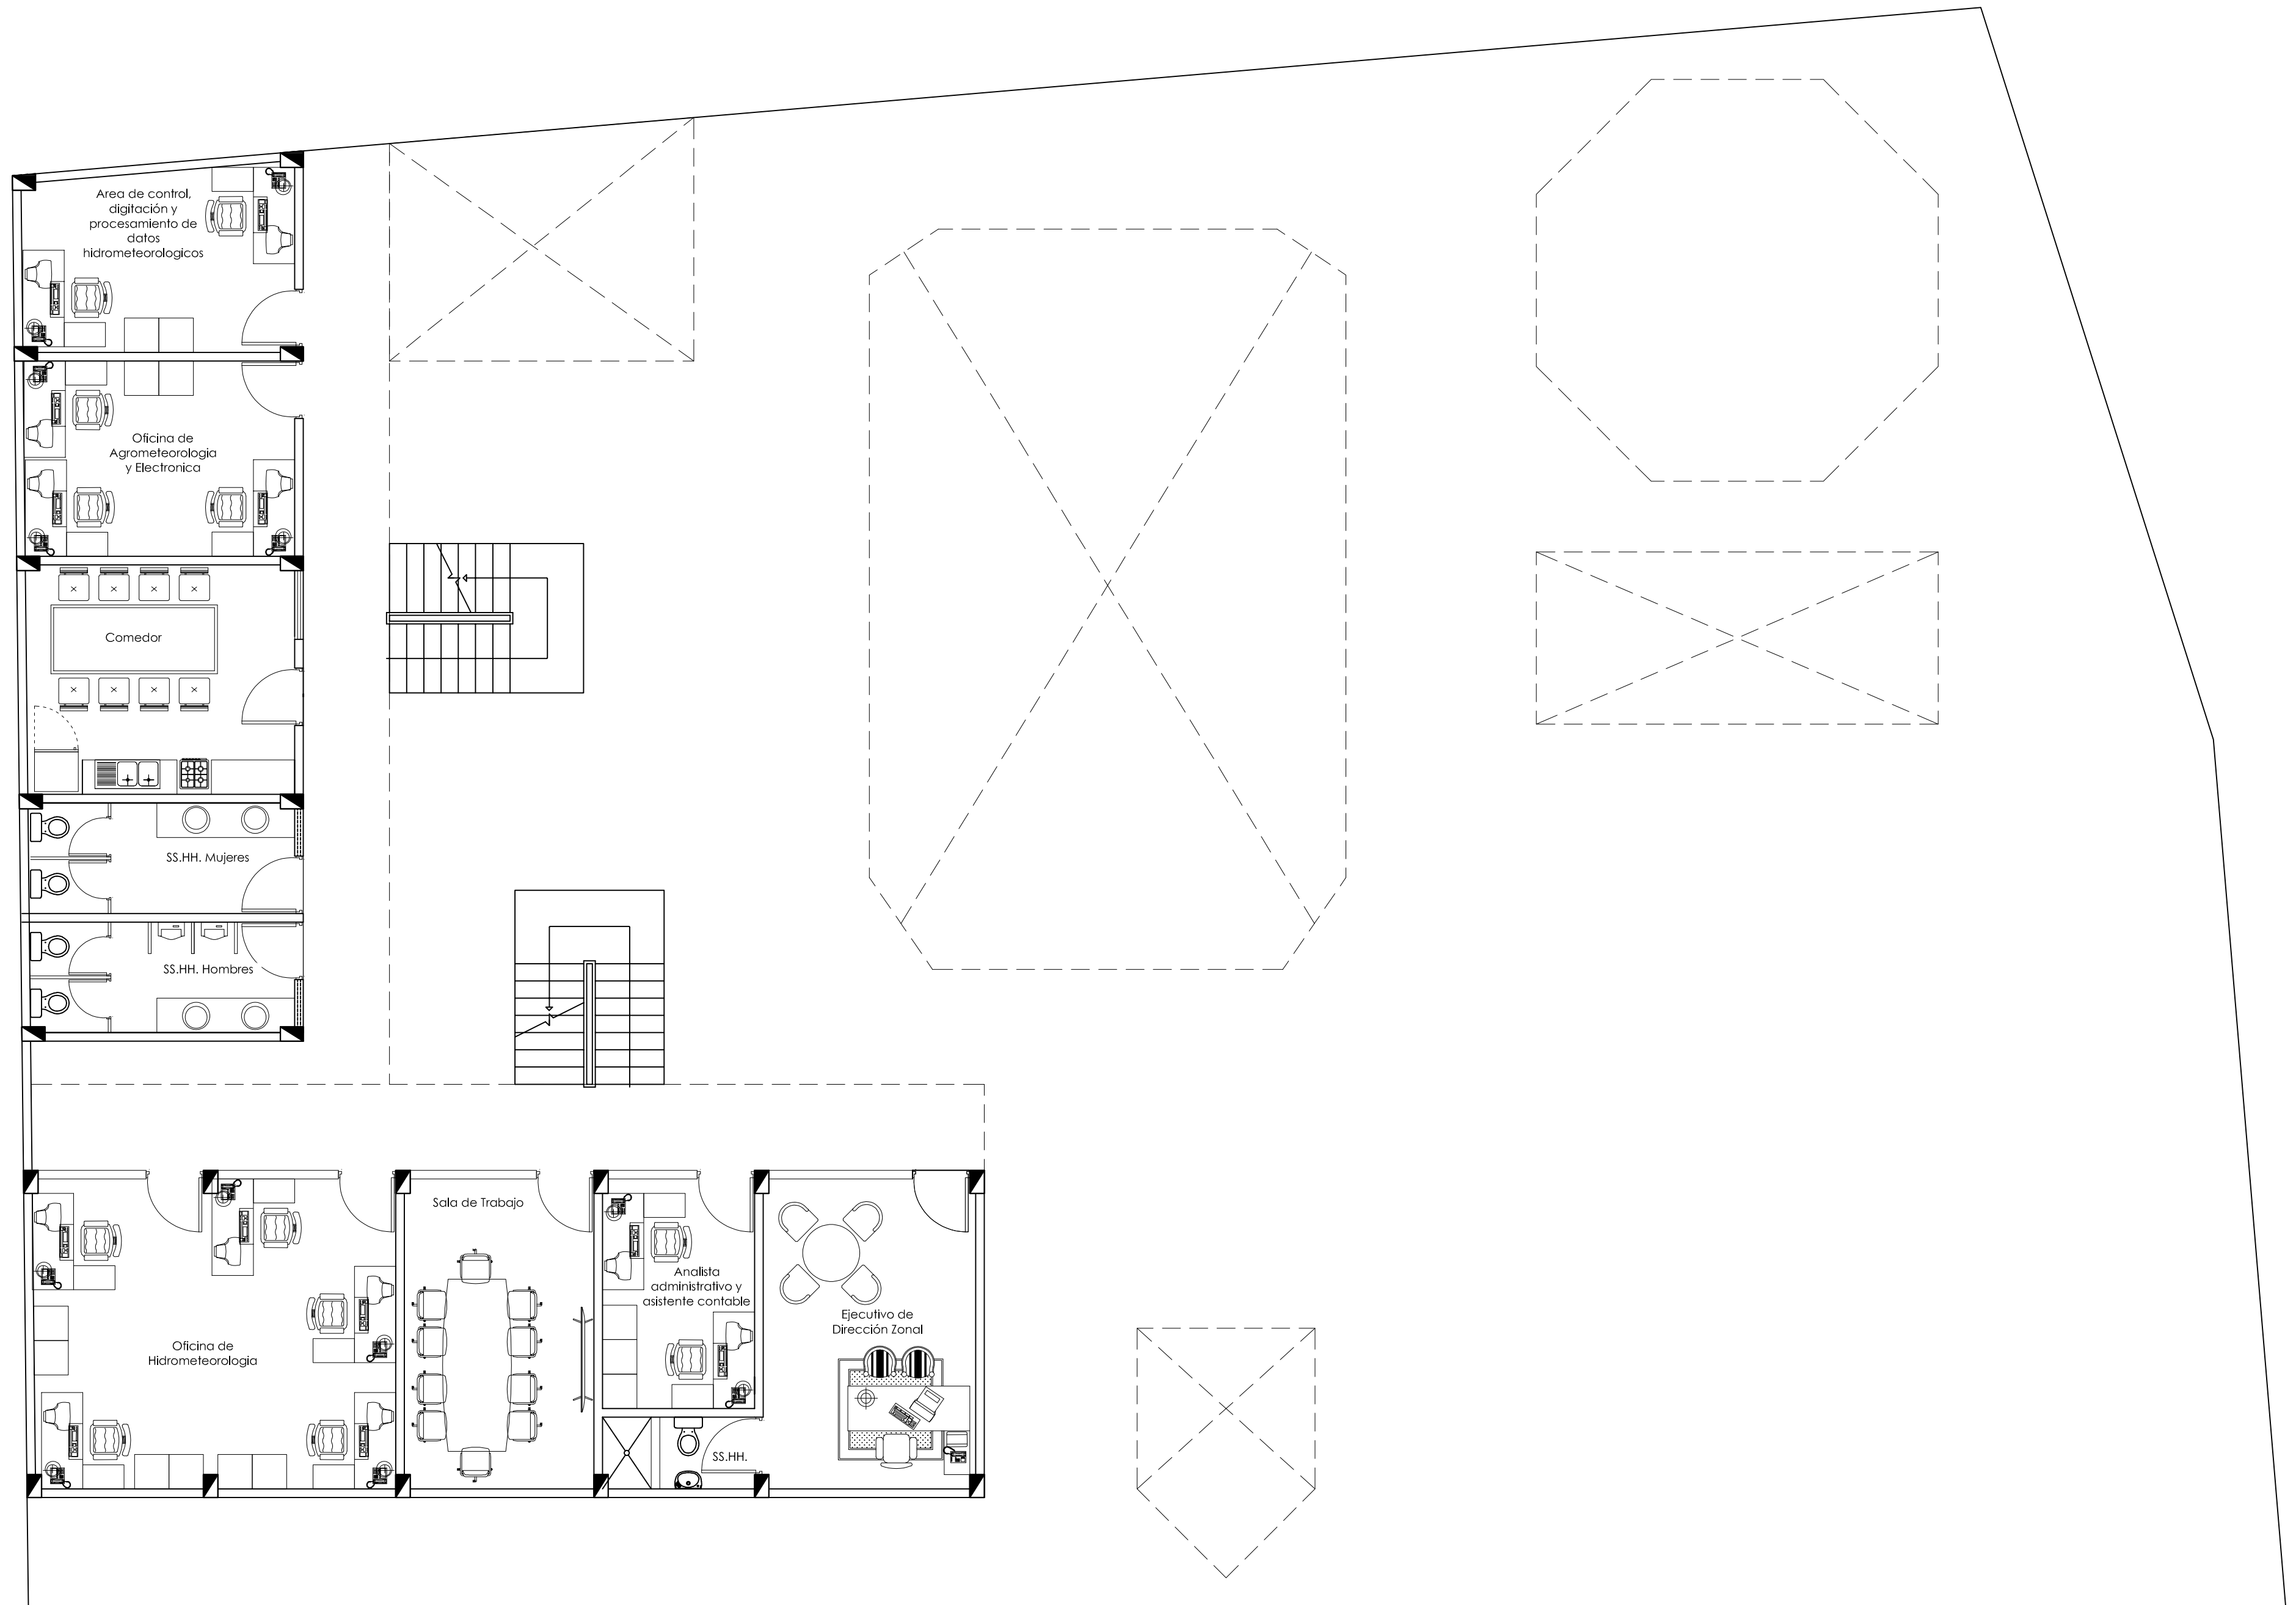 Area de control,
digitación y
procesamiento de
datos
hidrometeorologicos
Oficina de
Agrometeorologia
y Electronica
Comedor
SS.HH. Mujeres
SS.HH. Hombres
Sala de Trabajo
Analista
administrativo y
asistente contable
Ejecutivo de
Dirección Zonal
Oficina de
Hidrometeorologia
SS.HH.